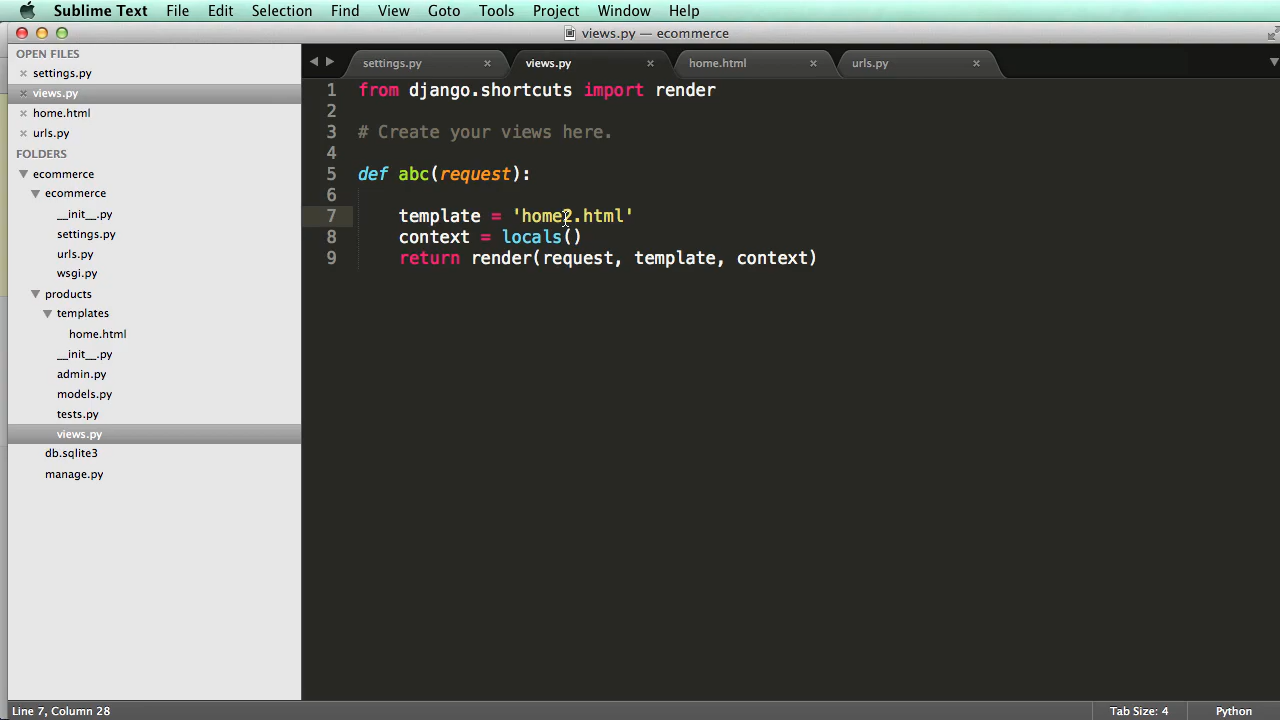 Sublime Text File Edit Selection Find View Goto Tools Project Window Help
views.py — ecommerce
OPEN FILES
settings.py
views.py
home.html
urls.py
FOLDERS
ecommerce
ecommerce
__init__.py
settings.py
urls.py
wsgi.py
products
templates
home.html
__init__.py
admin.py
models.py
tests.py
views.py
db.sqlite3
manage.py
settings.py views.py home.html urls.py
1 from django.shortcuts import render
2
3 # Create your views here.
4
5 def abc(request):
6
7 template = 'home2.html'
8 context = locals()
9 return render(request, template, context)
Line 7, Column 28 Tab Size: 4 Python